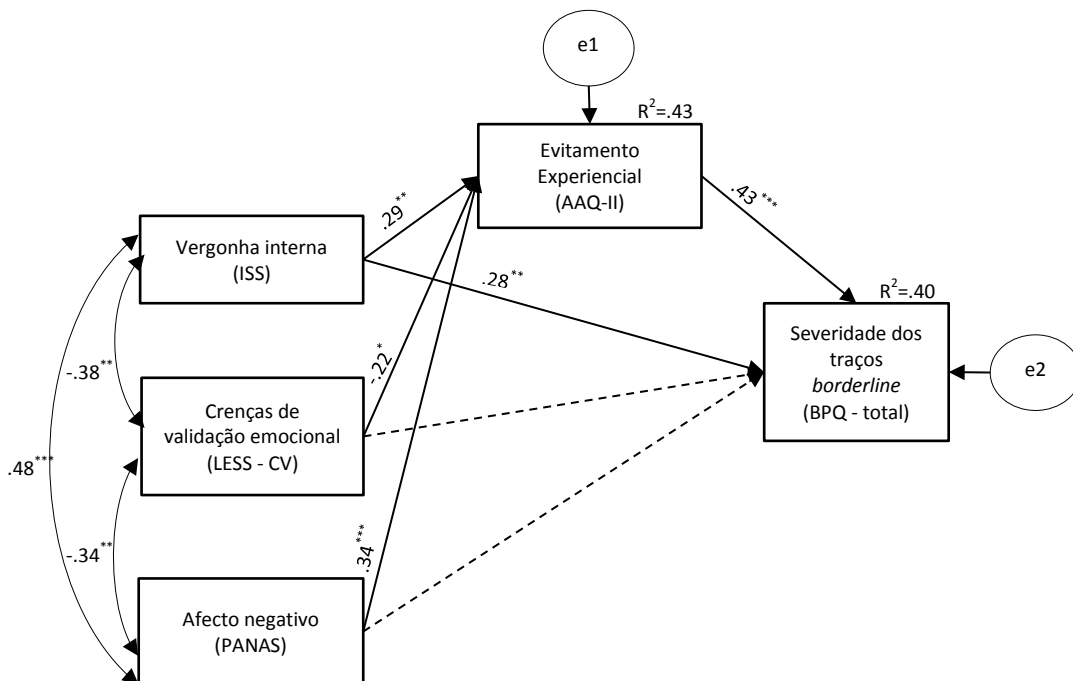 e1
R²=.43
Evitamento
Experiencial
(AAQ-II)
.29**
.43 ***
Vergonha interna
(ISS)
.28**
R²=.40
Severidade dos
traços
borderline
(BPQ - total)
e2
-.38**
-.22*
Crenças de
validação emocional
(LESS - CV)
.48***
-.34**
.34***
Afecto negativo
(PANAS)